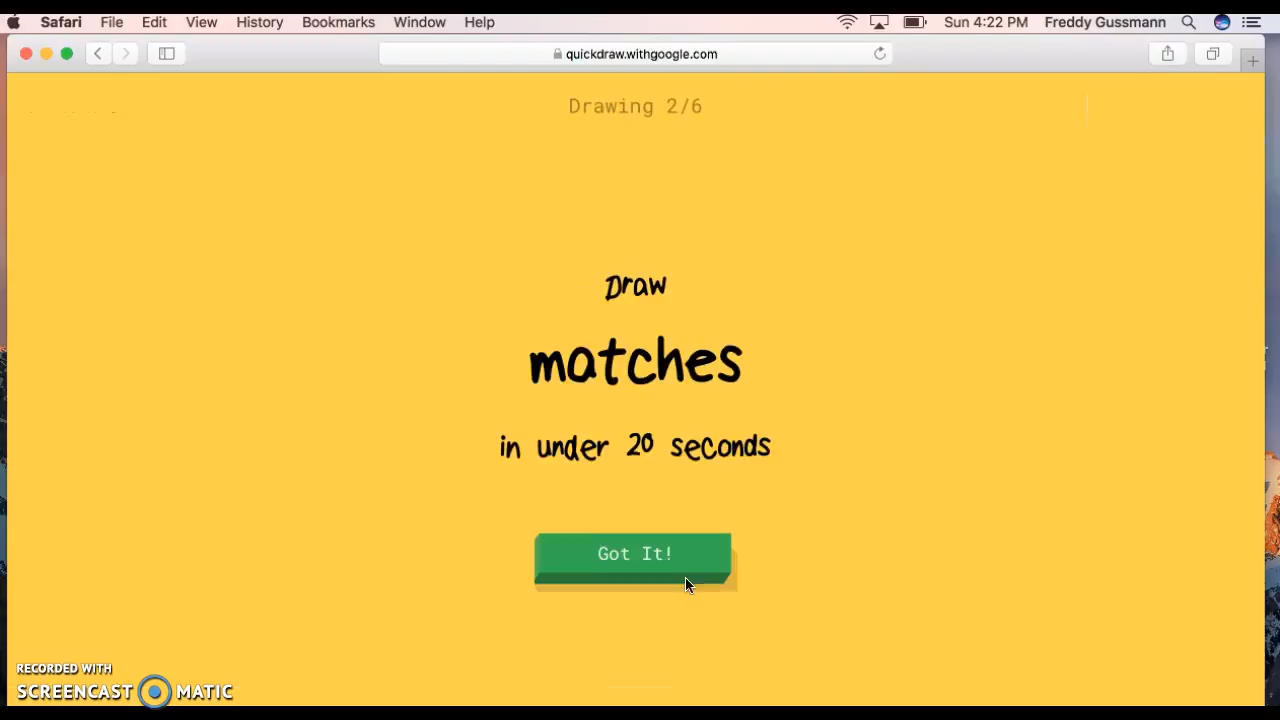 Safari File Edit View History Bookmarks Window Help Sun 4:22 PM Freddy Gussmann
quickdraw.withgoogle.com
Drawing 2/6
Draw
matches
in under 20 seconds
Got It!
RECORDED WITH
SCREENCAST MATIC